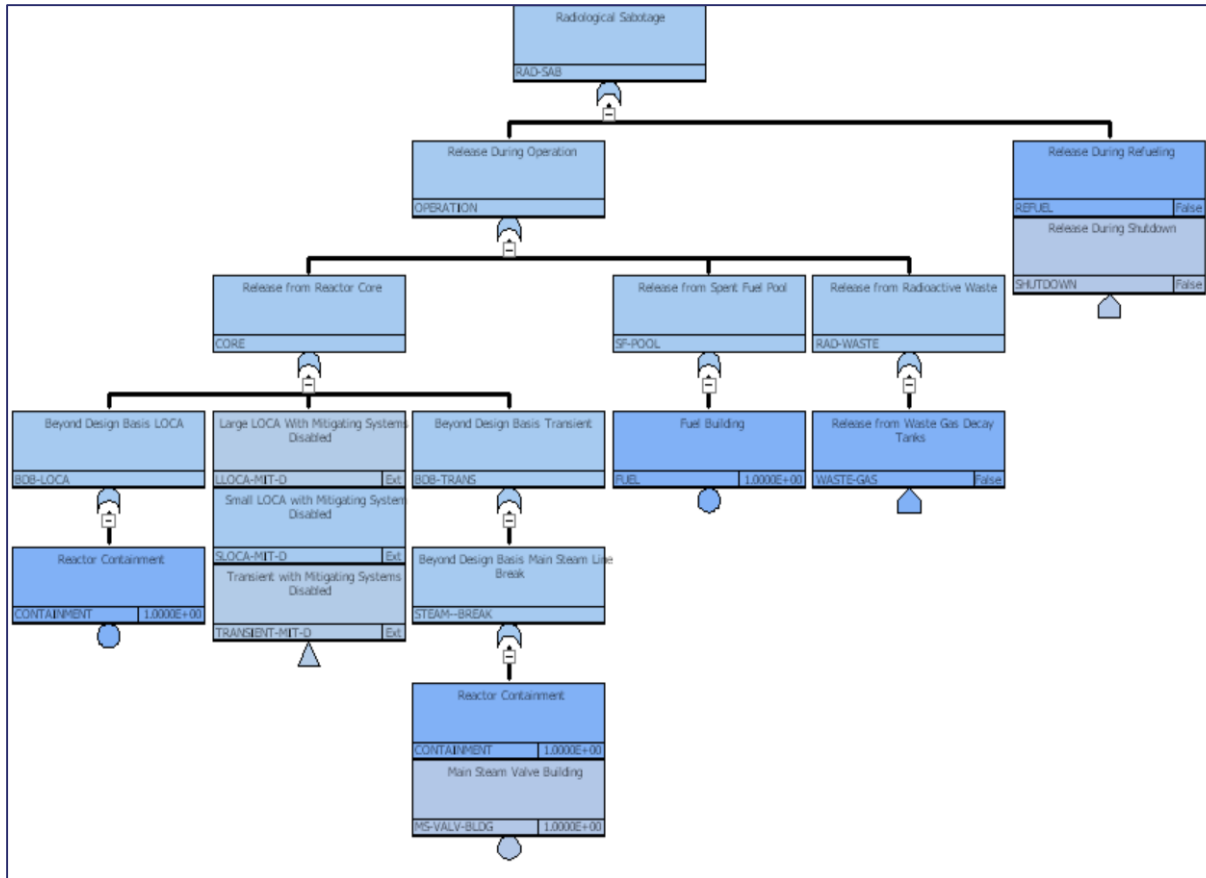 Radiological Sabotage
RAD-SAB
Release During Operation
OPERATION
Release During Refueling
REFUEL False
Release During Shutdown
SHUTDOWN False
Release from Reactor Core
CORE
Release from Spent Fuel Pool
SF-POOL
Release from Radioactive Waste
RAD-WASTE
Beyond Design Basis LOCA
BDB-LOCA
Large LOCA With Mitigating Systems
Disabled
LLOCA-MIT-D Ext
Small LOCA with Mitigating System
Disabled
SLOCA-MIT-D Ext
Transient with Mitigating Systems
Disabled
TRANSIENT-MIT-D Ext
Beyond Design Basis Transient
BDB-TRANS
Fuel Building
FUEL 1.0000E+00
Release from Waste Gas Decay
Tanks
WASTE-GAS False
Reactor Containment
CONTAINMENT 1.0000E+00
Beyond Design Basis Main Steam Line
Break
STEAM--BREAK
Reactor Containment
CONTAINMENT 1.0000E+00
Main Steam Valve Building
MS-VALV-BLDG 1.0000E+00